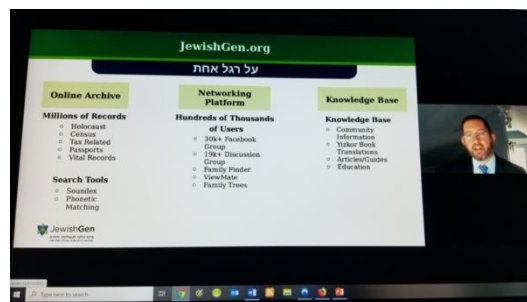 JewishGen.org
על רגל אחת
Online Archive
Millions of Records
Holocaust
Census
Tax Related
Passports
Vital Records
Search Tools
Soundex
Phonetic
Matching
Networking
Platform
Hundreds of Thousands
of Users
30k+ Facebook
Group
19k+ Discussion
Group
Family Finder
ViewMate
Family Trees
Knowledge Base
Knowledge Base
Community
Information
Yizkor Book
Translations
Articles/Guides
Education
JewishGen
Type here to search